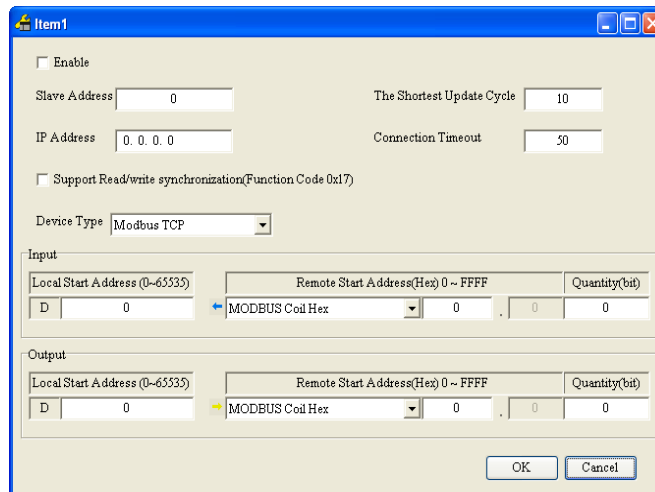 Item1
Enable
Slave Address 0 The Shortest Update Cycle 10
IP Address 0. 0. 0. 0 Connection Timeout 50
Support Read/write synchronization(Function Code 0x17)
Device Type Modbus TCP
Input
Local Start Address (0~65535) Remote Start Address(Hex) 0 ~ FFFF Quantity(bit)
D 0 MODBUS Coil Hex 0 . 0 0
Output
Local Start Address (0~65535) Remote Start Address(Hex) 0 ~ FFFF Quantity(bit)
D 0 MODBUS Coil Hex 0 . 0 0
OK Cancel